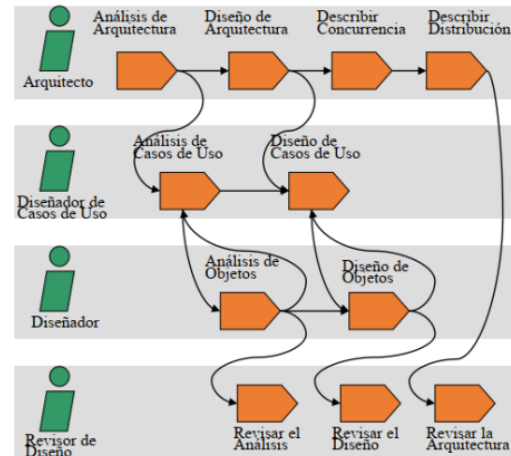 Análisis de
Arquitectura
Diseño de
Arquitectura
Describir
Concurrencia
Describir
Distribución
Arquitecto
Análisis de
Casos de Uso
Diseño de
Casos de Uso
Diseñador de
Casos de Uso
Análisis de
Objetos
Diseño de
Objetos
Diseñador
Revisar el
Análisis
Revisar el
Diseño
Revisar la
Arquitectura
Revisor de
Diseño